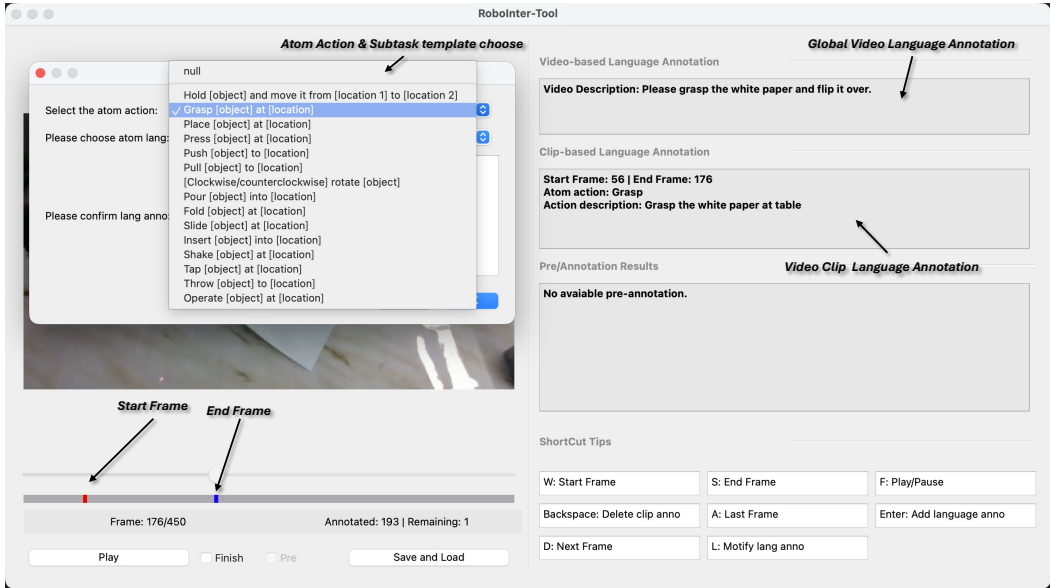 RoboInter-Tool
Atom Action & Subtask template choose
null
Hold [object] and move it from [location 1] to [location 2]
Select the atom action:
✓ Grasp [object] at [location]
Place [object] at [location]
Please choose atom lang:
Press [object] at [location]
Push [object] to [location]
Pull [object] to [location]
[Clockwise/counterclockwise] rotate [object]
Pour [object] into [location]
Please confirm lang anno:
Fold [object] at [location]
Slide [object] at [location]
Insert [object] into [location]
Shake [object] at [location]
Tap [object] at [location]
Throw [object] to [location]
Operate [object] at [location]
Start Frame
End Frame
Frame: 176/450
Annotated: 193 | Remaining: 1
Play
Finish
Pre
Save and Load
Global Video Language Annotation
Video-based Language Annotation
Video Description: Please grasp the white paper and flip it over.
Clip-based Language Annotation
Start Frame: 56 | End Frame: 176
Atom action: Grasp
Action description: Grasp the white paper at table
Video Clip Language Annotation
Pre/Annotation Results
No avaiable pre-annotation.
ShortCut Tips
W: Start Frame
S: End Frame
F: Play/Pause
Backspace: Delete clip anno
A: Last Frame
Enter: Add language anno
D: Next Frame
L: Motify lang anno